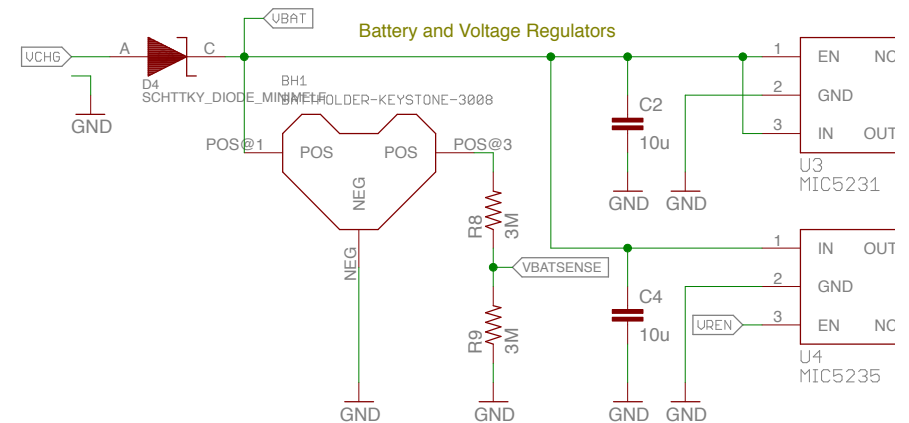 VBAT
Battery and Voltage Regulators
VCHG
A
C
D4
SCHTTKY_DIODE_MINIMELF
GND
BH1
BATTHOLDER-KEYSTONE-3008
POS@1
POS
POS
POS@3
NEG
NEG
GND
R8
3M
VBATSENSE
R9
3M
GND
C2
10u
GND
GND
1
EN
NC
2
GND
3
IN
OUT
U3
MIC5231
C4
10u
GND
GND
1
IN
OUT
2
GND
VREN
3
EN
NC
U4
MIC5235